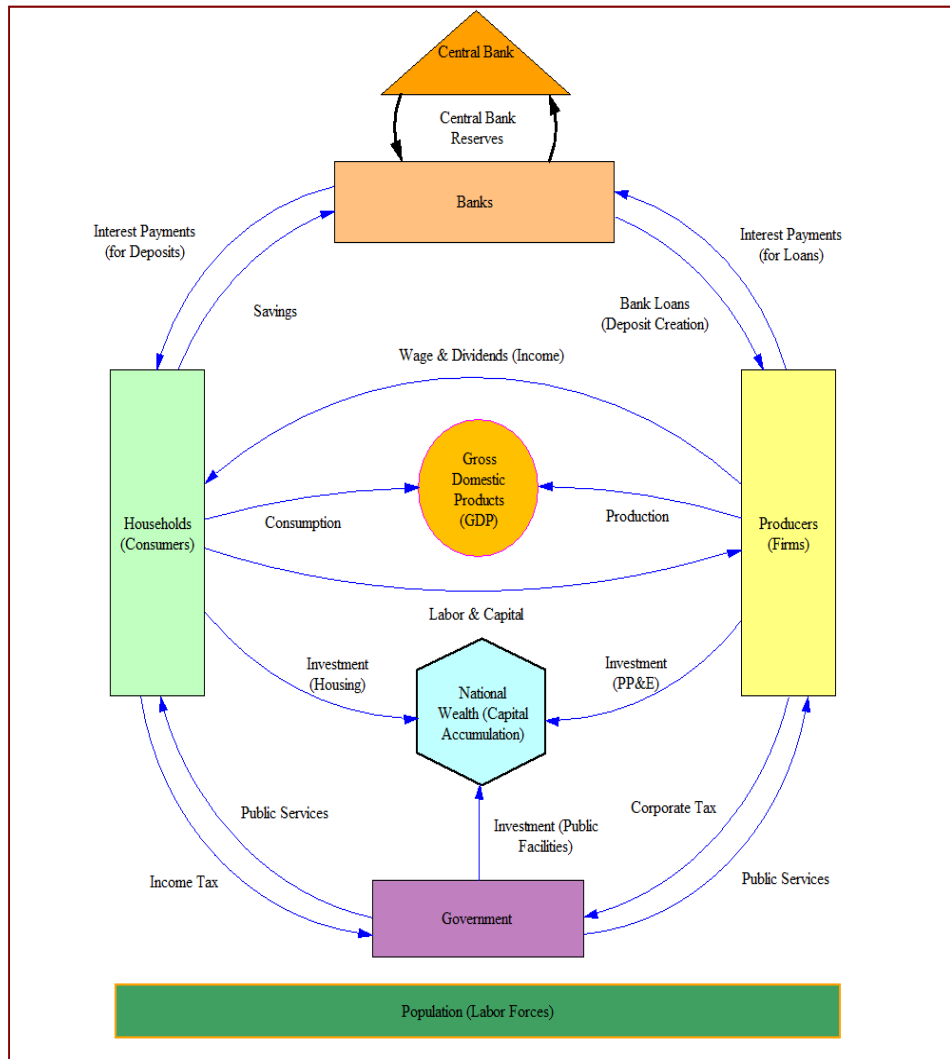 Central Bank
Central Bank
Reserves
Banks
Interest Payments
(for Deposits)
Interest Payments
(for Loans)
Savings
Bank Loans
(Deposit Creation)
Wage & Dividends (Income)
Gross
Domestic
Products
(GDP)
Households
(Consumers)
Consumption
Production
Producers
(Firms)
Labor & Capital
Investment
(Housing)
Investment
(PP&E)
National
Wealth (Capital
Accumulation)
Public Services
Investment (Public
Facilities)
Corporate Tax
Income Tax
Public Services
Government
Population (Labor Forces)